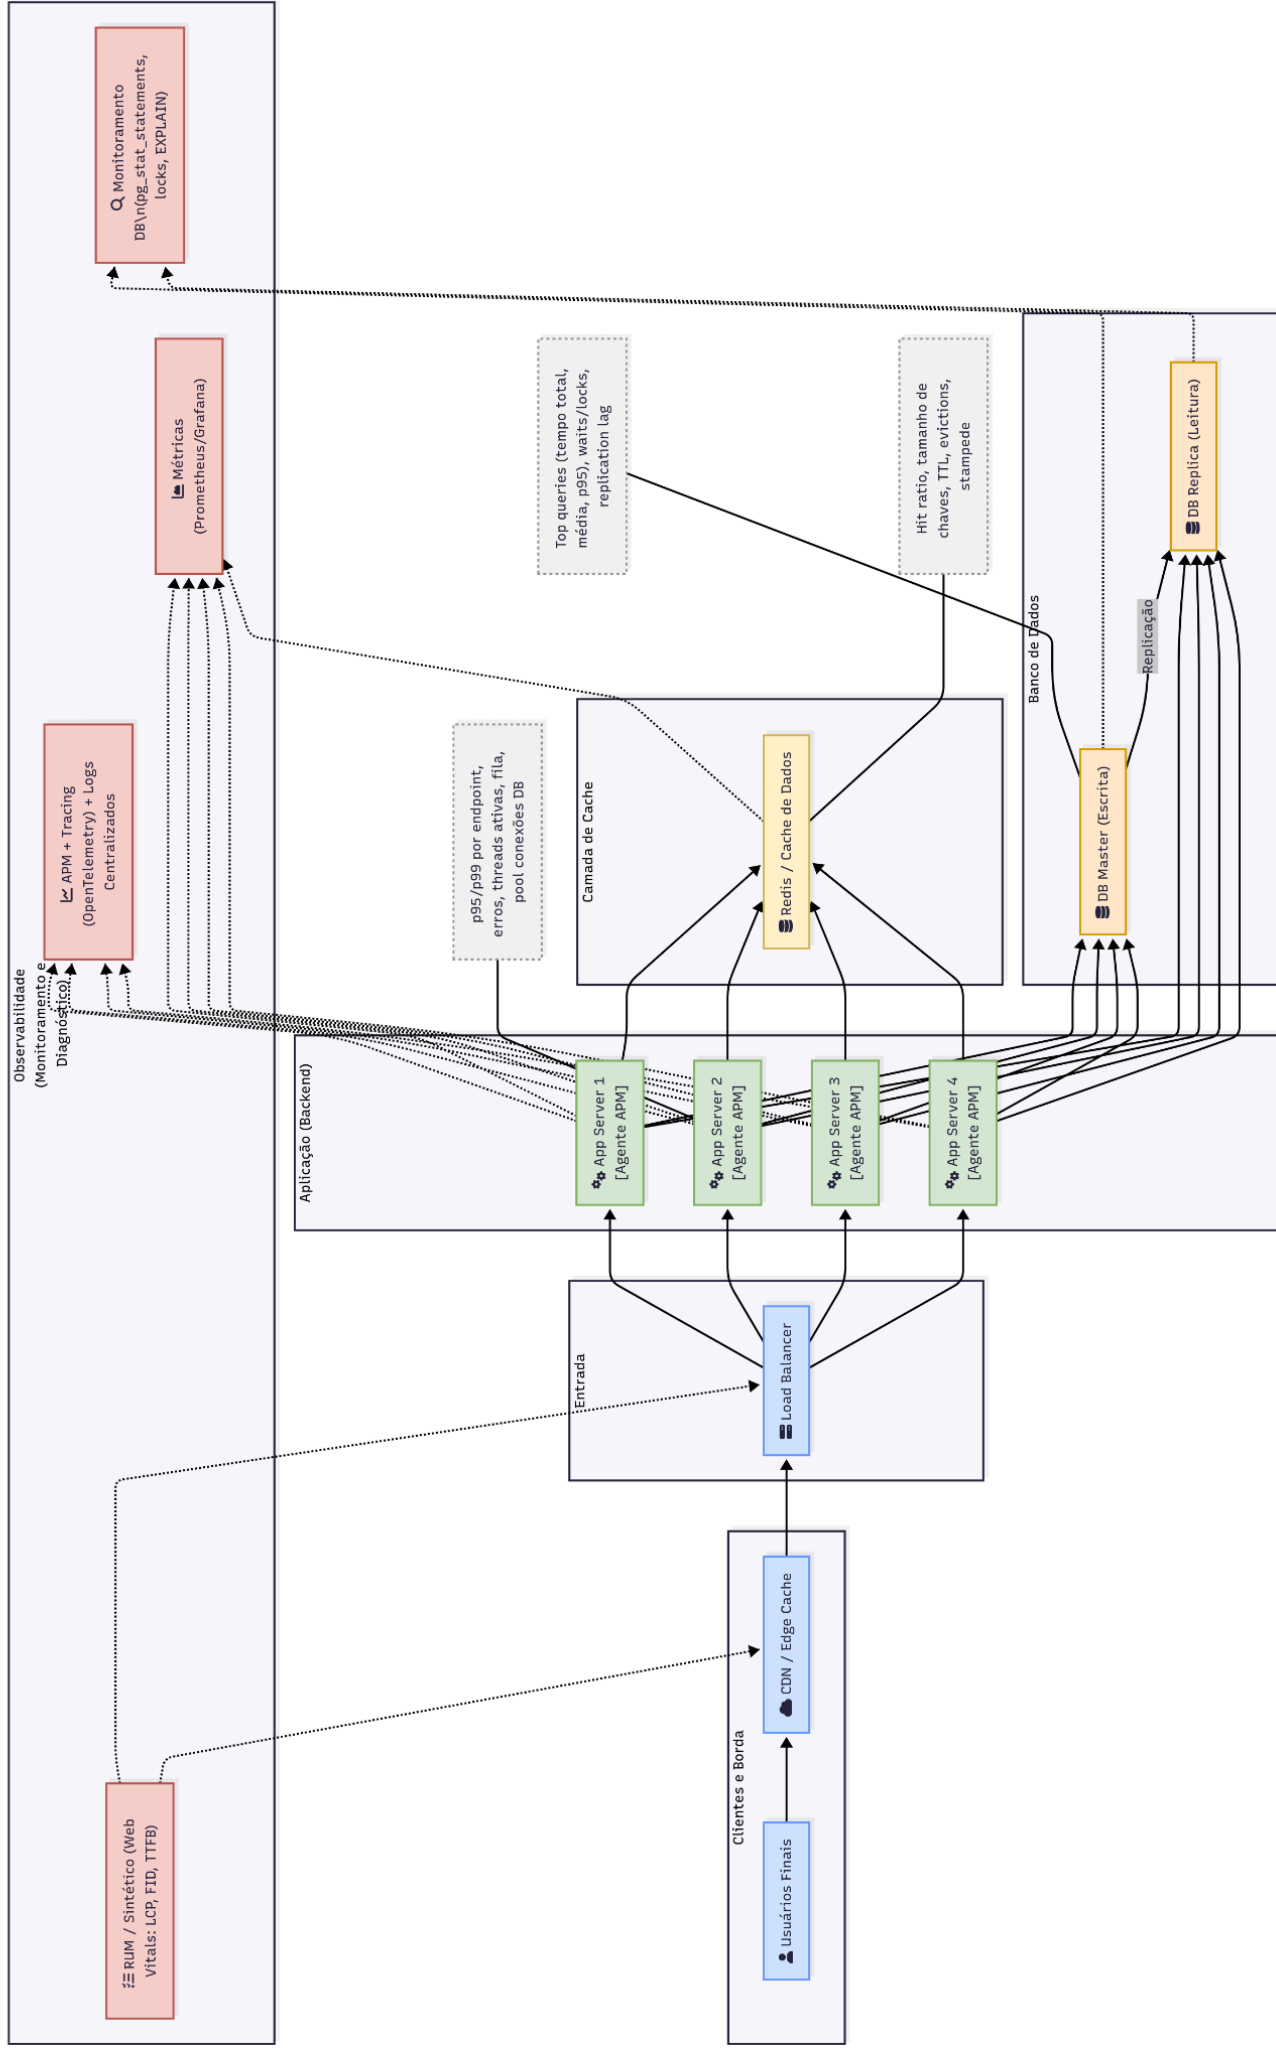 Observabilidade
(Monitoramento e
Diagnóstico)
RUM / Sintético (Web
Vitals: LCP, FID, TTFB)
APM + Tracing
(OpenTelemetry) + Logs
Centralizados
Métricas
(Prometheus/Grafana)
Monitoramento
DB\n(pg_stat_statements,
locks, EXPLAIN)
Aplicação (Backend)
p95/p99 por endpoint,
erros, threads ativas, fila,
pool conexões DB
Top queries (tempo total,
média, p95), waits/locks,
replication lag
Entrada
Load Balancer
App Server 1
[Agente APM]
App Server 2
[Agente APM]
App Server 3
[Agente APM]
App Server 4
[Agente APM]
Camada de Cache
Redis / Cache de Dados
Hit ratio, tamanho de
chaves, TTL, evictions,
stampede
Clientes e Borda
Usuários Finais
CDN / Edge Cache
Banco de Dados
DB Master (Escrita)
Replicação
DB Replica (Leitura)